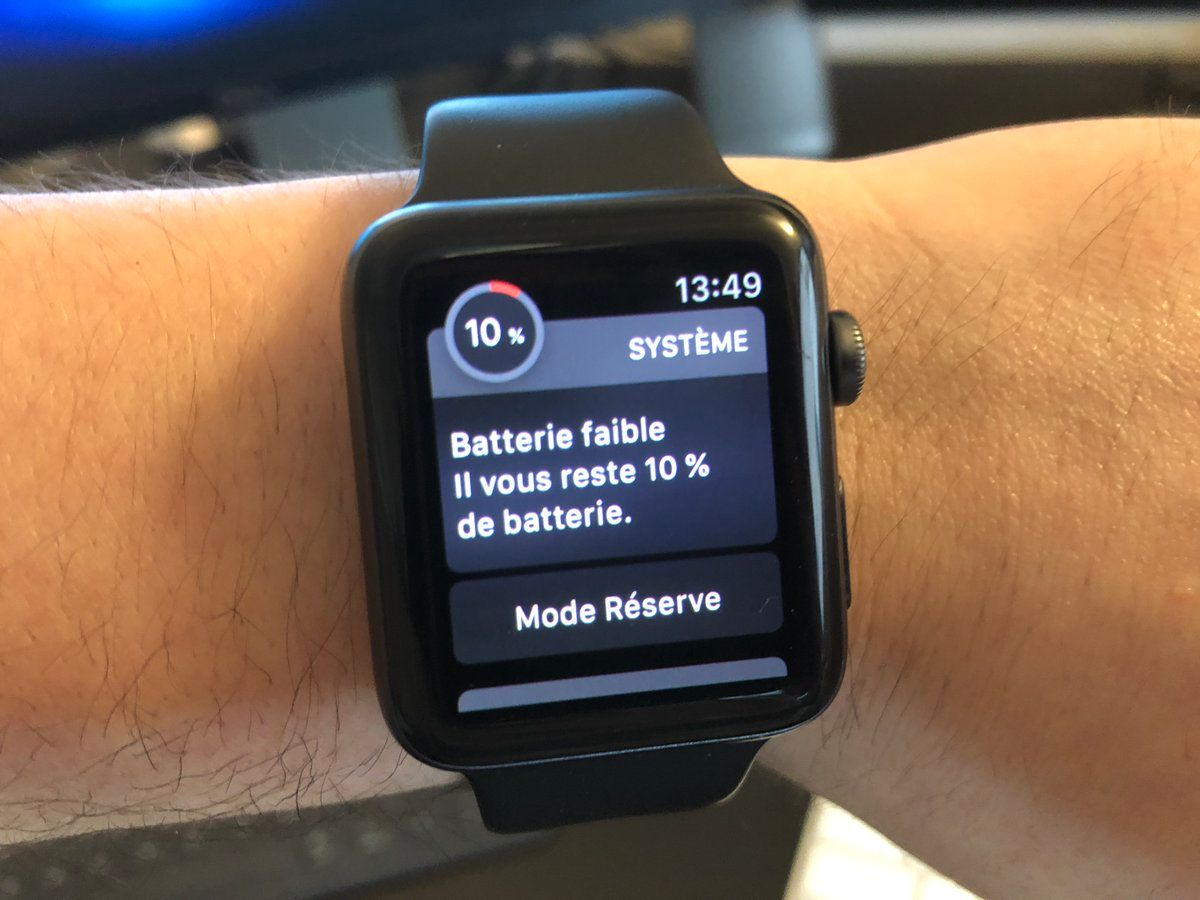 13:49
10 %
SYSTÈME
Batterie faible
Il vous reste 10 %
de batterie.
Mode Réserve